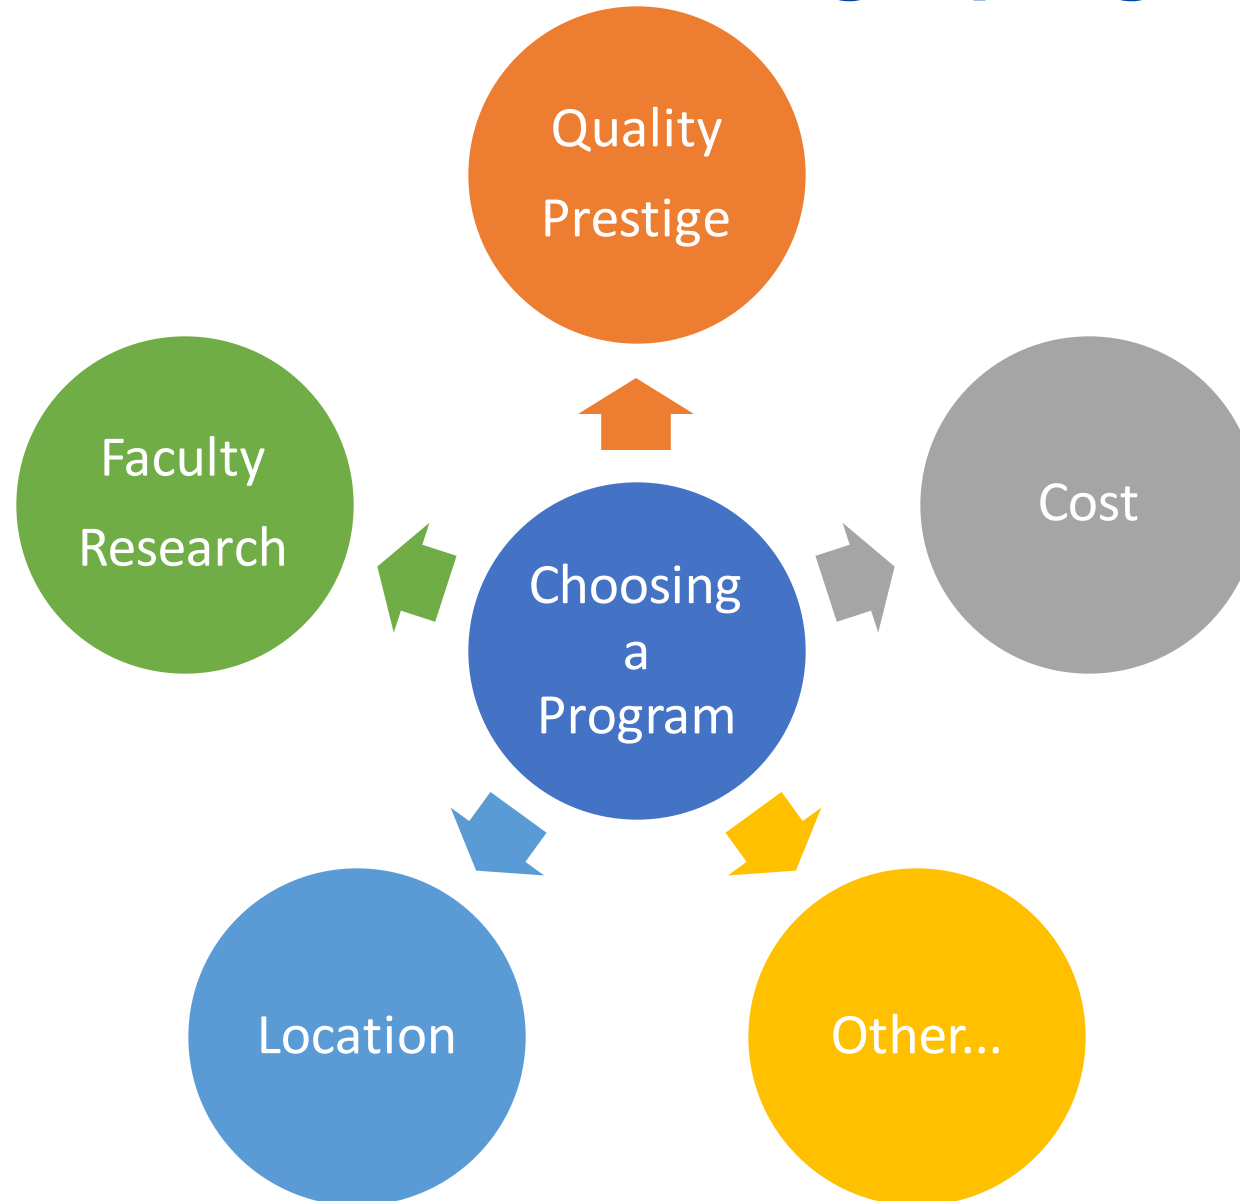 Quality
Prestige
Faculty
Research
Cost
Choosing
a
Program
Location
Other...